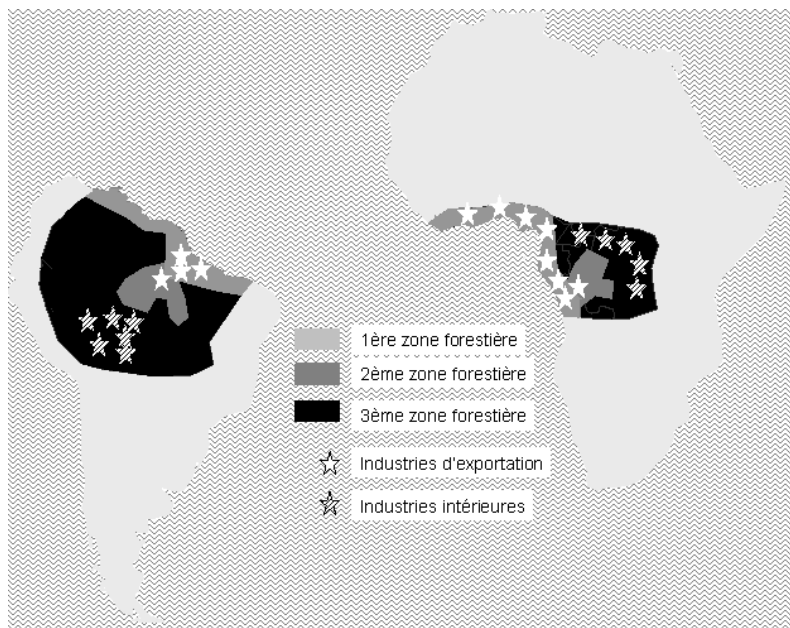 1ère zone forestière
2ème zone forestière
3ème zone forestière
Industries d'exportation
Industries intérieures